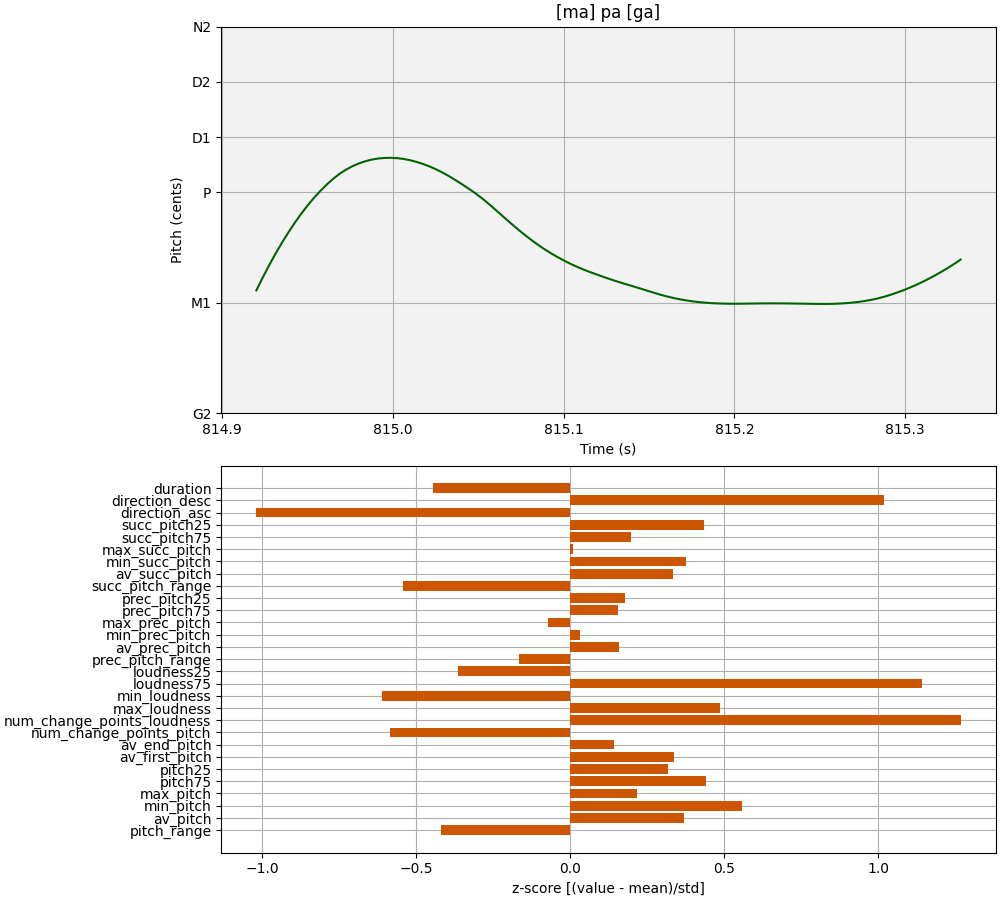 [ma] pa [ga]
N2
D2
D1
P
M1
G2
Pitch (cents)
814.9 815.0 815.1 815.2 815.3
Time (s)
duration
direction_desc
direction_asc
succ_pitch25
succ_pitch75
max_succ_pitch
min_succ_pitch
av_succ_pitch
succ_pitch_range
prec_pitch25
prec_pitch75
max_prec_pitch
min_prec_pitch
av_prec_pitch
prec_pitch_range
loudness25
loudness75
min_loudness
max_loudness
num_change_points_loudness
num_change_points_pitch
av_end_pitch
av_first_pitch
pitch25
pitch75
max_pitch
min_pitch
av_pitch
pitch_range
−1.0 −0.5 0.0 0.5 1.0
z-score [(value - mean)/std]